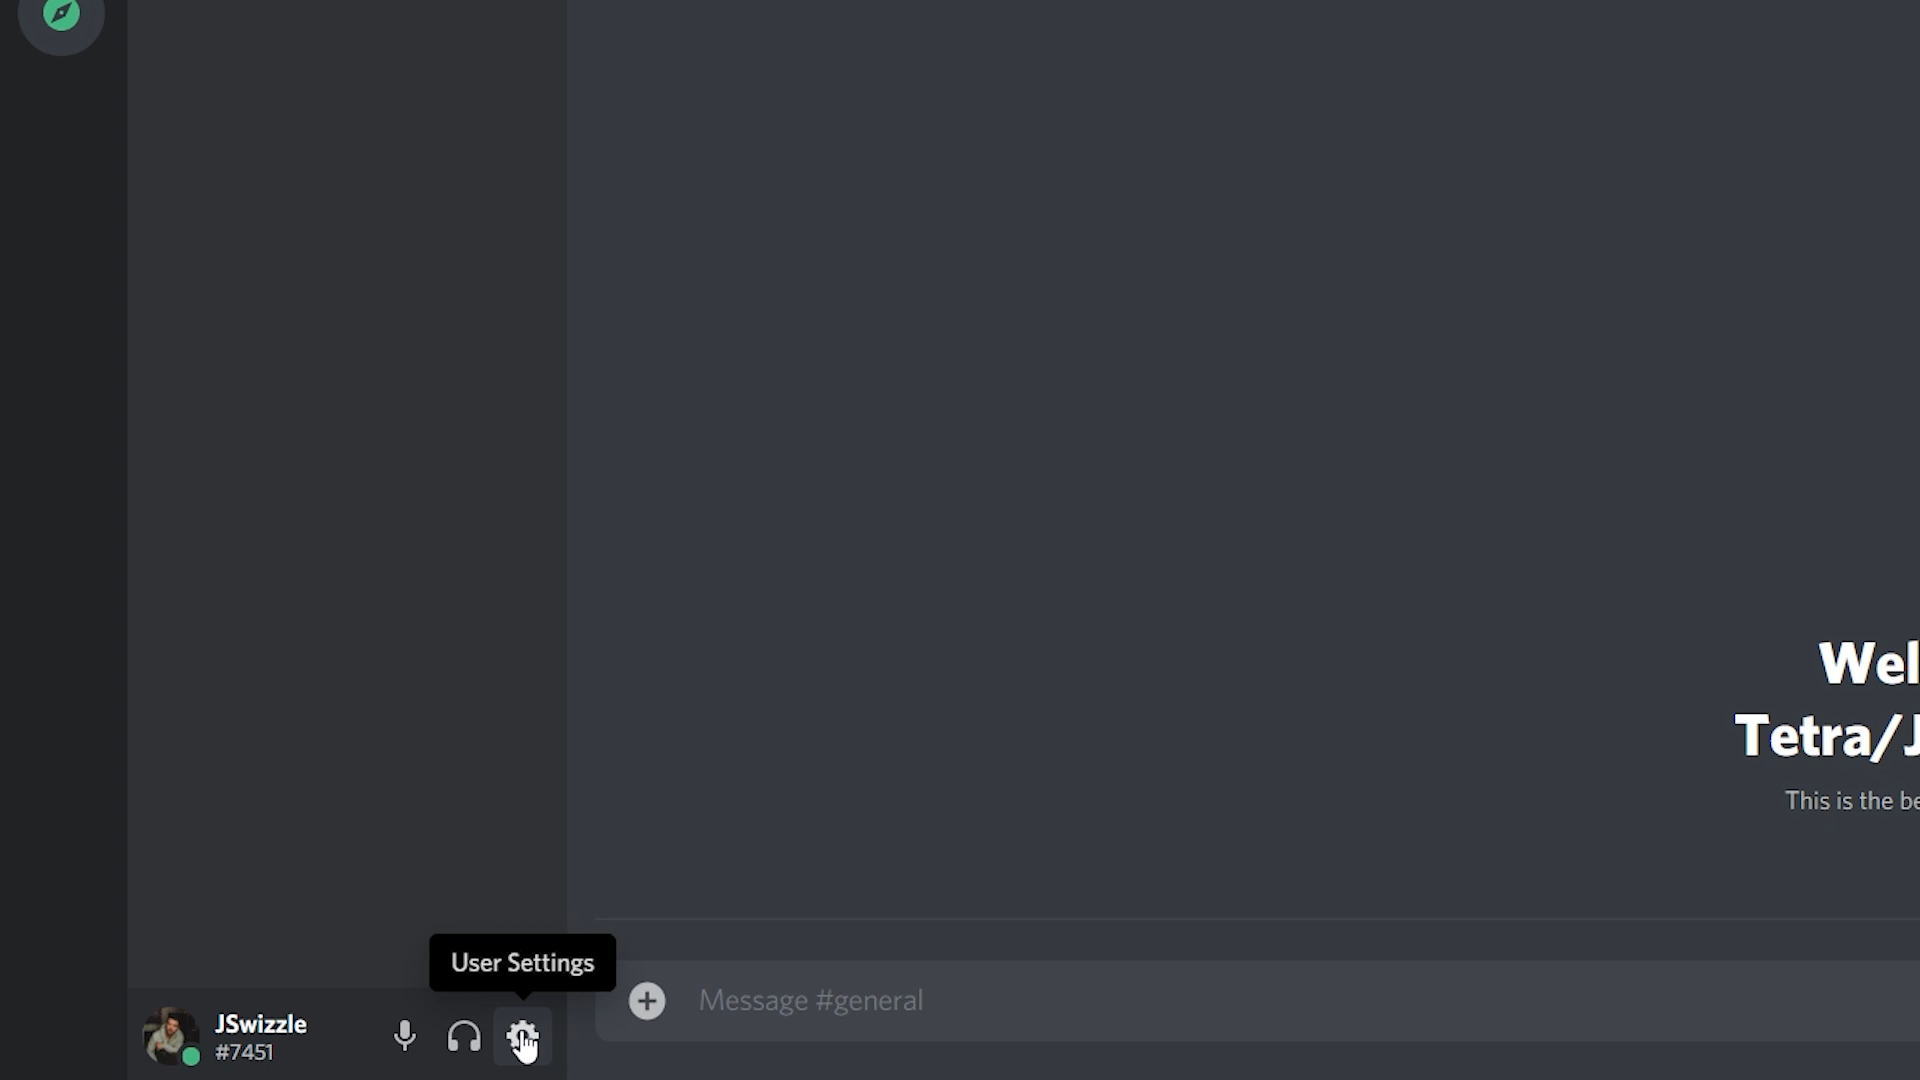 Wel
Tetra/J
This is the be
User Settings
Message #general
JSwizzle
#7451